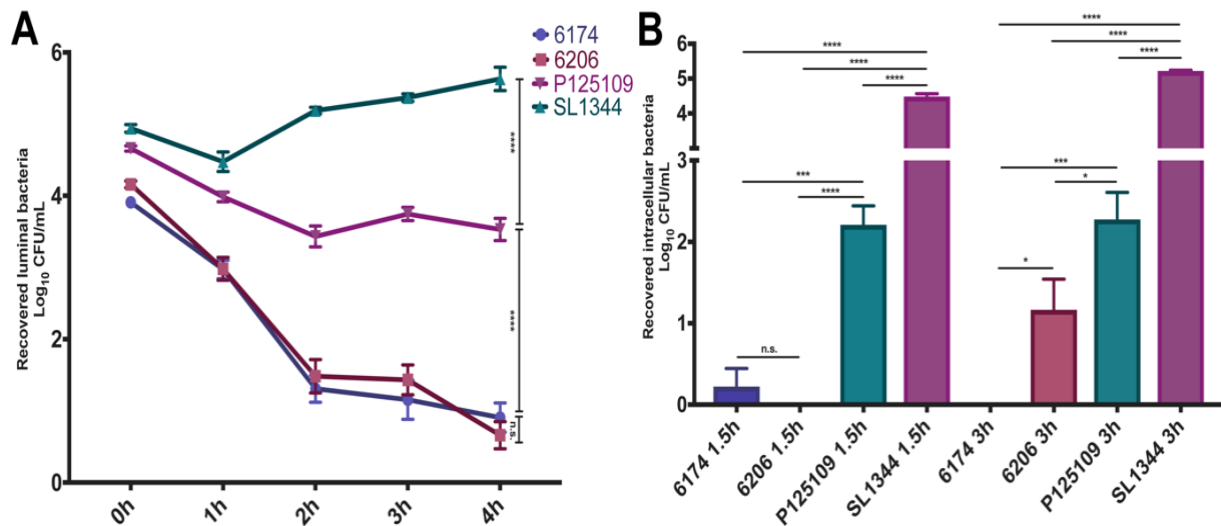 A
6174
6206
P125109
SL1344
Recovered luminal bacteria
Log₁₀ CFU/mL
6
4
2
0
0h
1h
2h
3h
4h
****
****
n.s.
B
Recovered intracellular bacteria
Log₁₀ CFU/mL
6
5
4
3
2
1
0
****
****
****
***
****
n.s.
****
****
****
***
*
*
6174 1.5h
6206 1.5h
P125109 1.5h
SL1344 1.5h
6174 3h
6206 3h
P125109 3h
SL1344 3h